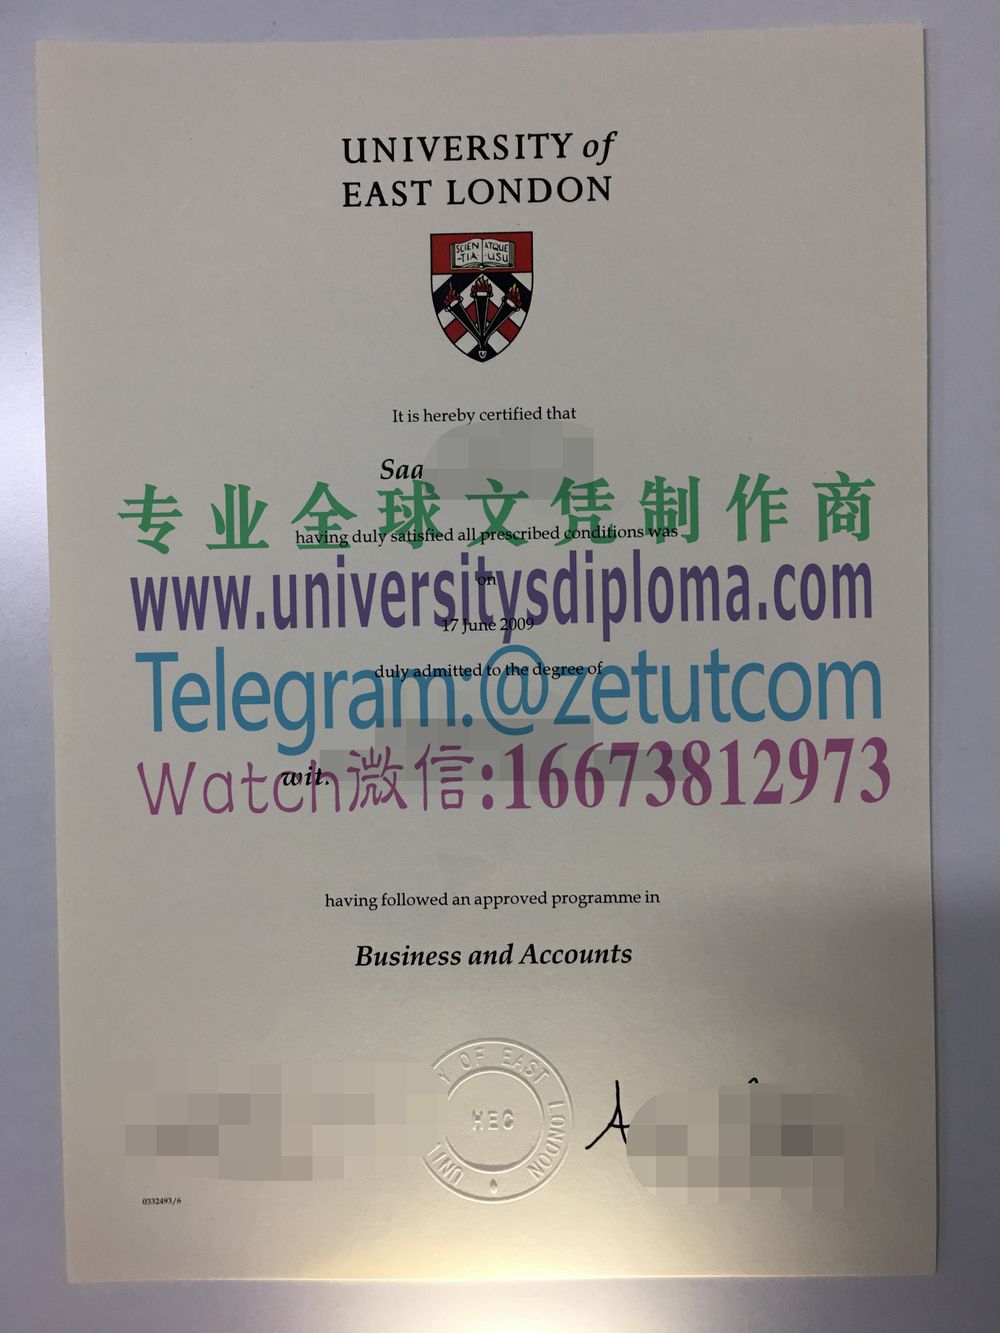 UNIVERSITY of
EAST LONDON
SCIEN ATQUE
-TIA ·USU
It is hereby certified that
Saa
专业全球文凭制作商
having duly satisfied all prescribed conditions was
www.universitysdiploma.com
on
17 June 2009
duly admitted to the degree of
Telegram:@zetutcom
wit
Watch微信:16673812973
having followed an approved programme in
Business and Accounts
Y OF EAST LONDON
HEC
UNI
0332493/6